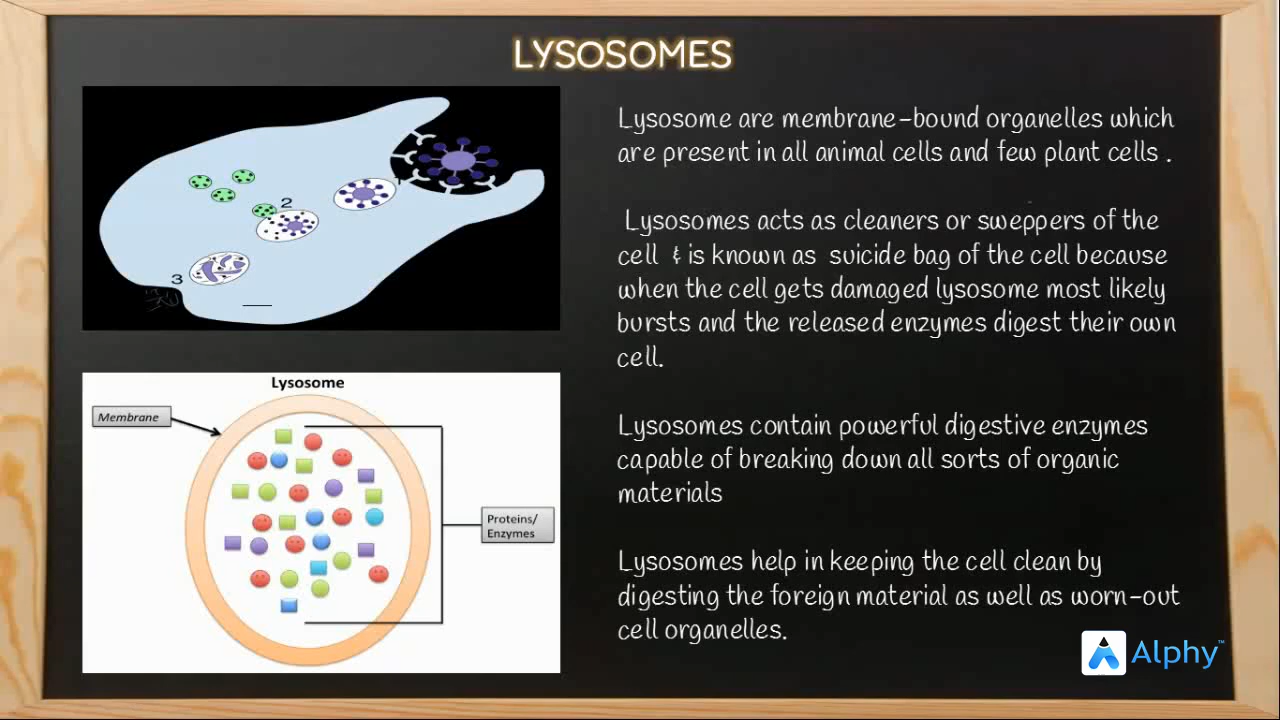 LYSOSOMES
1
2
3
Lysosome
Membrane
Proteins/
Enzymes
Lysosome are membrane-bound organelles which
are present in all animal cells and few plant cells .
Lysosomes acts as cleaners or sweppers of the
cell & is known as suicide bag of the cell because
when the cell gets damaged lysosome most likely
bursts and the released enzymes digest their own
cell.
Lysosomes contain powerful digestive enzymes
capable of breaking down all sorts of organic
materials
Lysosomes help in keeping the cell clean by
digesting the foreign material as well as worn-out
cell organelles.
Alphy™